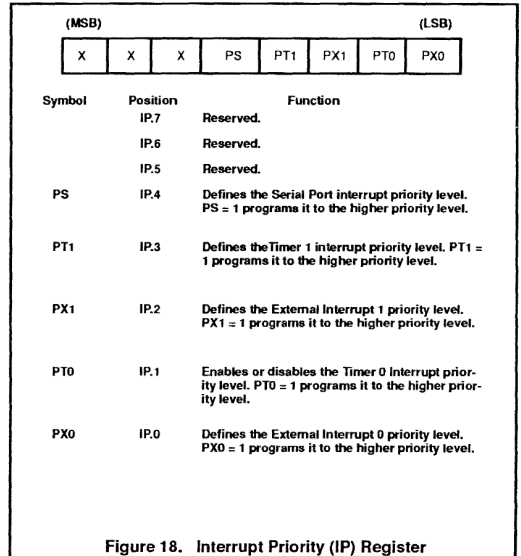 (MSB) (LSB)
X X X PS PT1 PX1 PT0 PX0
Symbol Position Function
IP.7 Reserved.
IP.6 Reserved.
IP.5 Reserved.
PS IP.4 Defines the Serial Port interrupt priority level.
PS = 1 programs it to the higher priority level.
PT1 IP.3 Defines theTimer 1 interrupt priority level. PT1 =
1 programs it to the higher priority level.
PX1 IP.2 Defines the External Interrupt 1 priority level.
PX1 = 1 programs it to the higher priority level.
PT0 IP.1 Enables or disables the Timer 0 Interrupt prior-
ity level. PT0 = 1 programs it to the higher prior-
ity level.
PX0 IP.0 Defines the External Interrupt 0 priority level.
PX0 = 1 programs it to the higher priority level.
Figure 18. Interrupt Priority (IP) Register